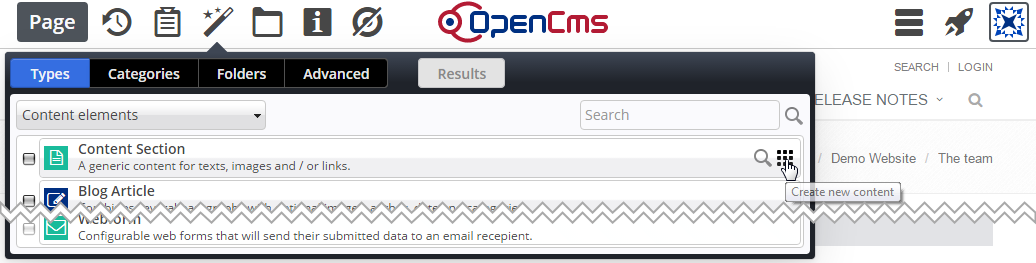 Page
OpenCms
Types Categories Folders Advanced Results
SEARCH | LOGIN
Content elements
Search
ELEASE NOTES
Content Section
A generic content for texts, images and / or links.
/ Demo Website / The team
Create new content
Blog Article
Webform
Configurable web forms that will send their submitted data to an email recepient.